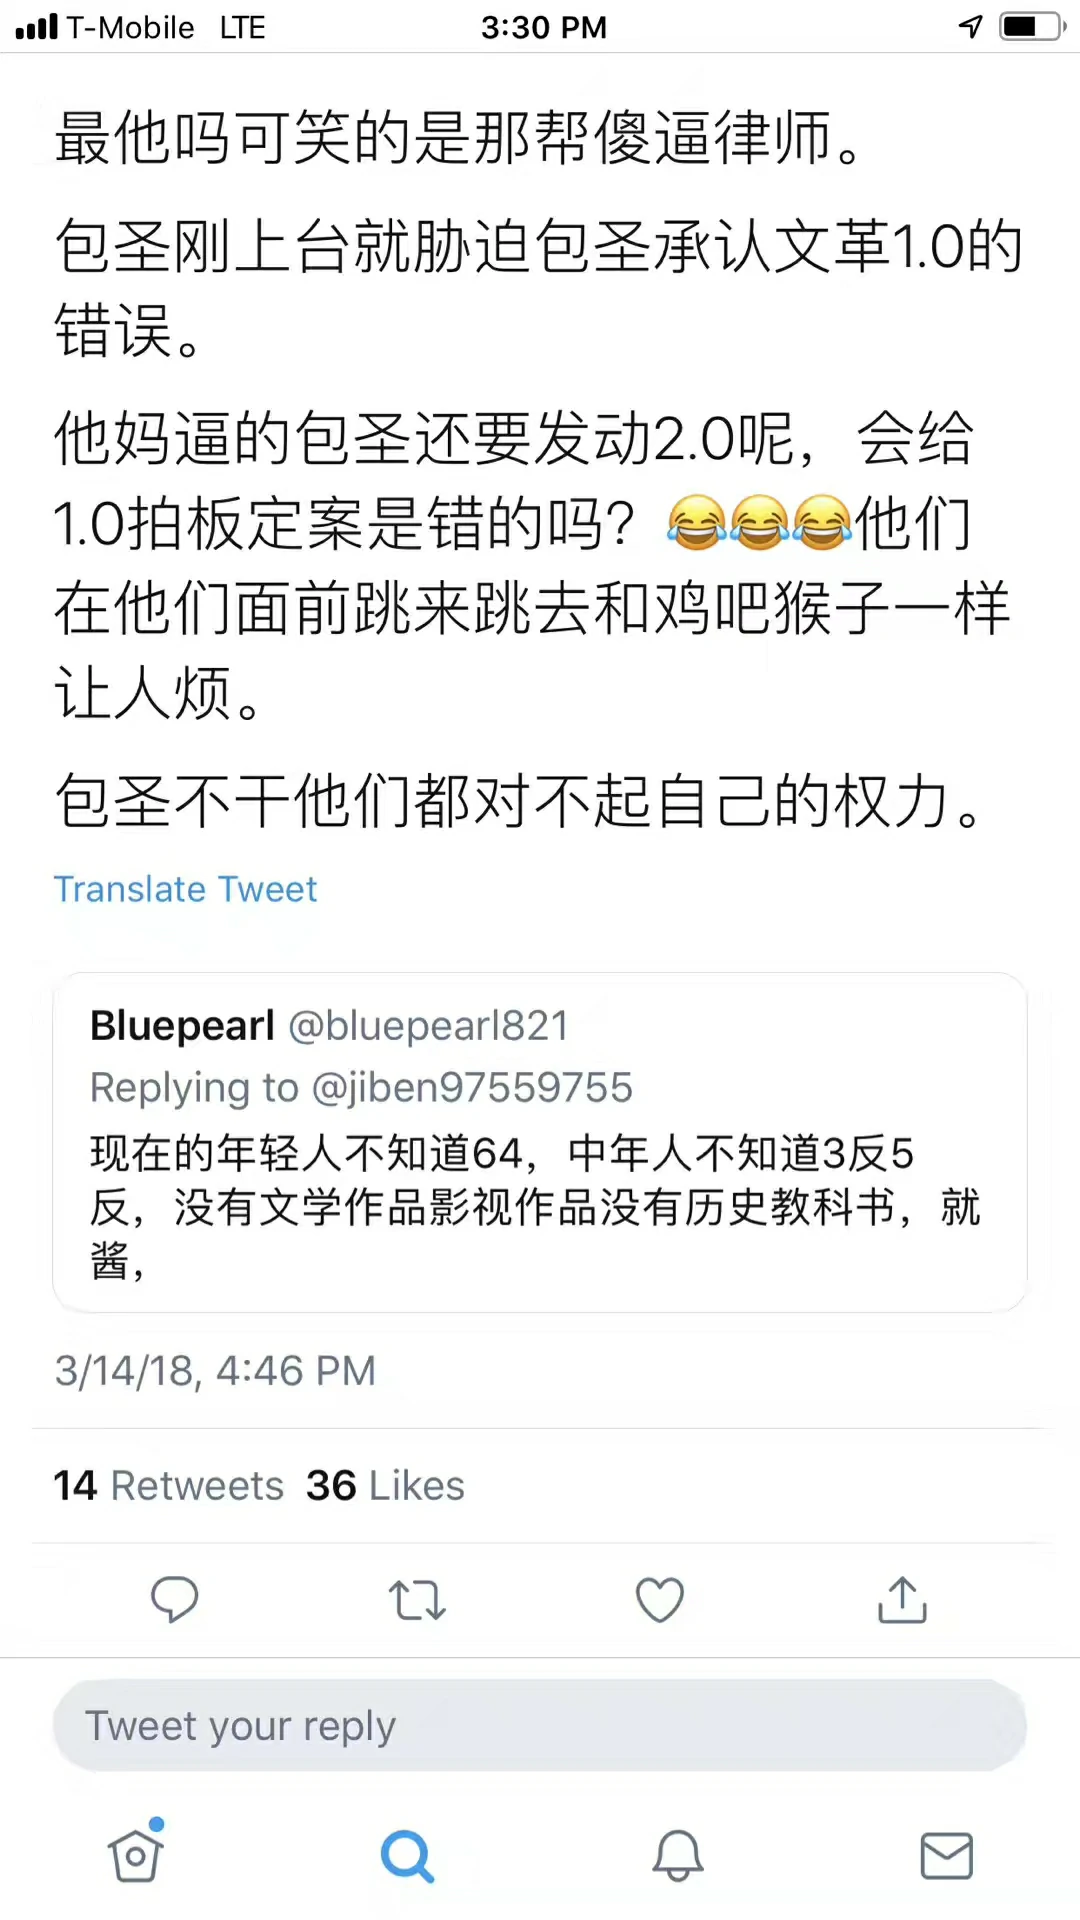 T-Mobile LTE 3:30 PM
最他吗可笑的是那帮傻逼律师。
包圣刚上台就胁迫包圣承认文革1.0的
错误。
他妈逼的包圣还要发动2.0呢，会给
1.0拍板定案是错的吗？😂😂😂他们
在他们面前跳来跳去和鸡吧猴子一样
让人烦。
包圣不干他们都对不起自己的权力。
Translate Tweet
Bluepearl @bluepearl821
Replying to @jiben97559755
现在的年轻人不知道64，中年人不知道3反5
反，没有文学作品影视作品没有历史教科书，就
酱，
3/14/18, 4:46 PM
14 Retweets 36 Likes
Tweet your reply